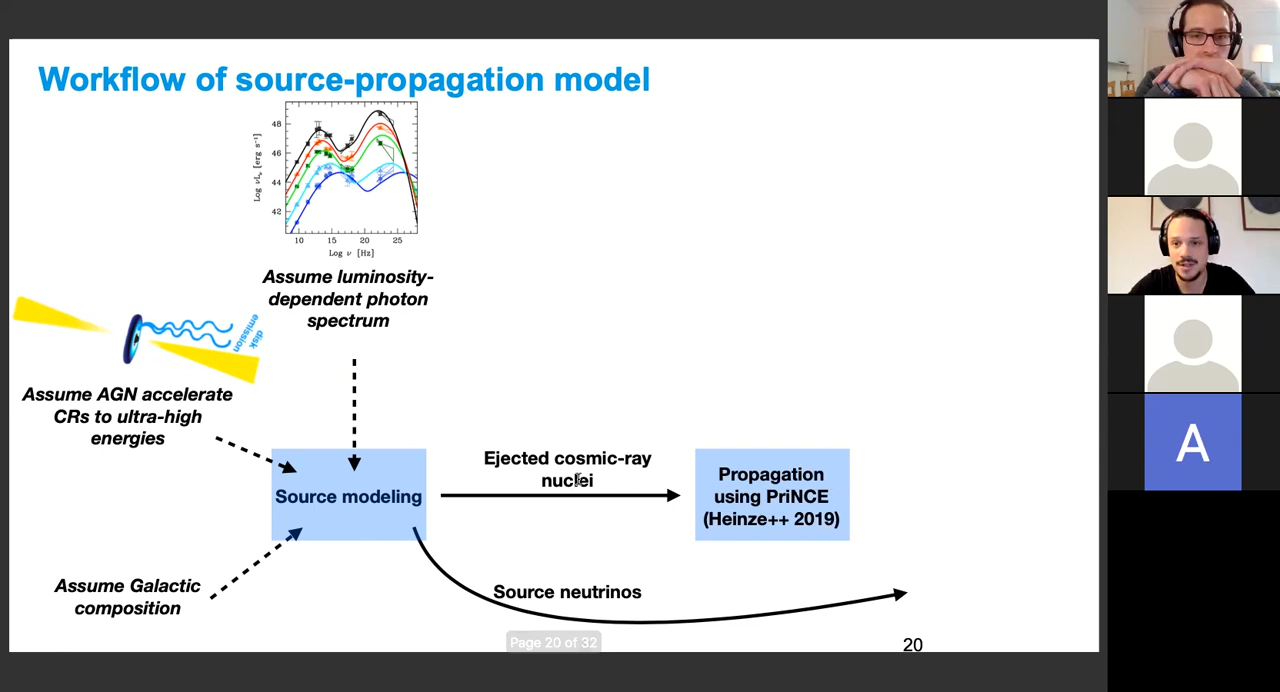 Workflow of source-propagation model
48
46
44
42
Log νLν [erg s⁻¹]
10 15 20 25
Log ν [Hz]
Assume luminosity-
dependent photon
spectrum
disk
emission
Assume AGN accelerate
CRs to ultra-high
energies
Source modeling
Ejected cosmic-ray
nuclei
Propagation
using PriNCE
(Heinze++ 2019)
Assume Galactic
composition
Source neutrinos
Page 20 of 32
20
A